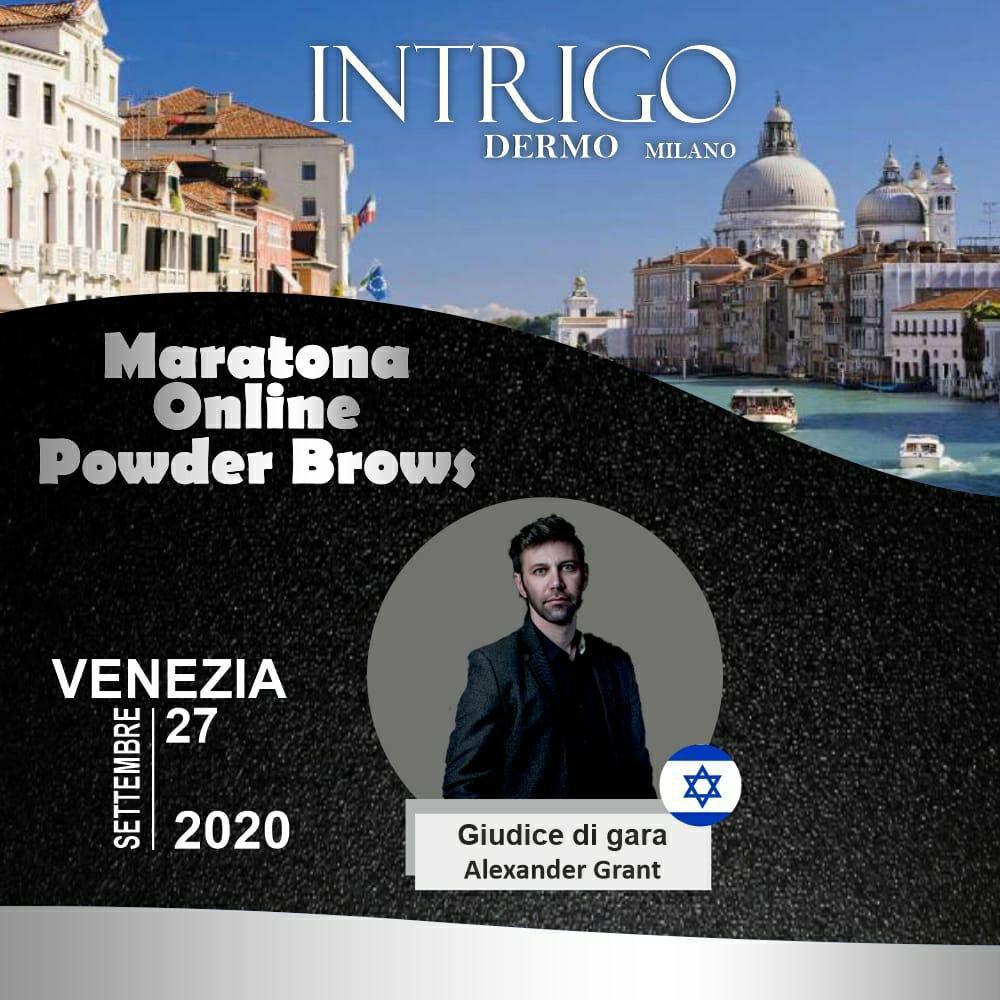 INTRIGO
DERMO MILANO
Maratona
Online
Powder Brows
VENEZIA
SETTEMBRE
27
2020
Giudice di gara
Alexander Grant